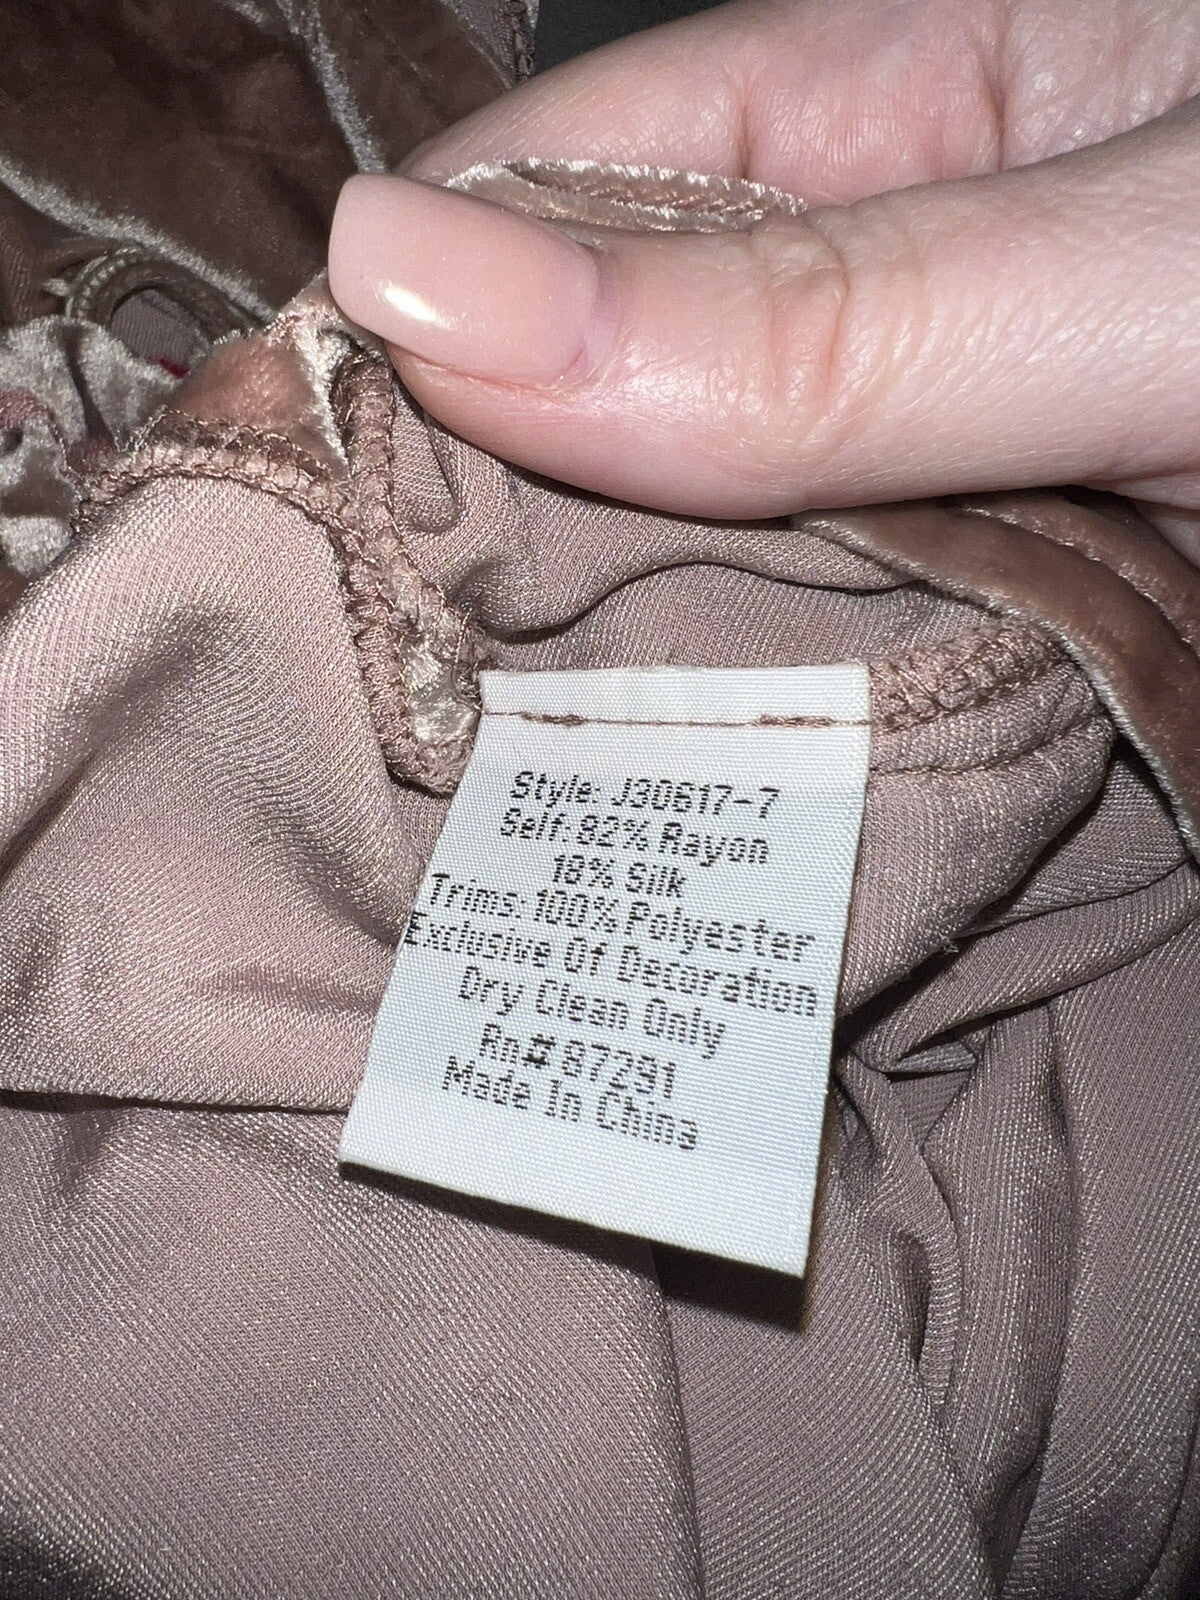 Style: J30617-7
Self: 82% Rayon
18% Silk
Trims: 100% Polyester
Exclusive Of Decoration
Dry Clean Only
Rn# 87291
Made In China